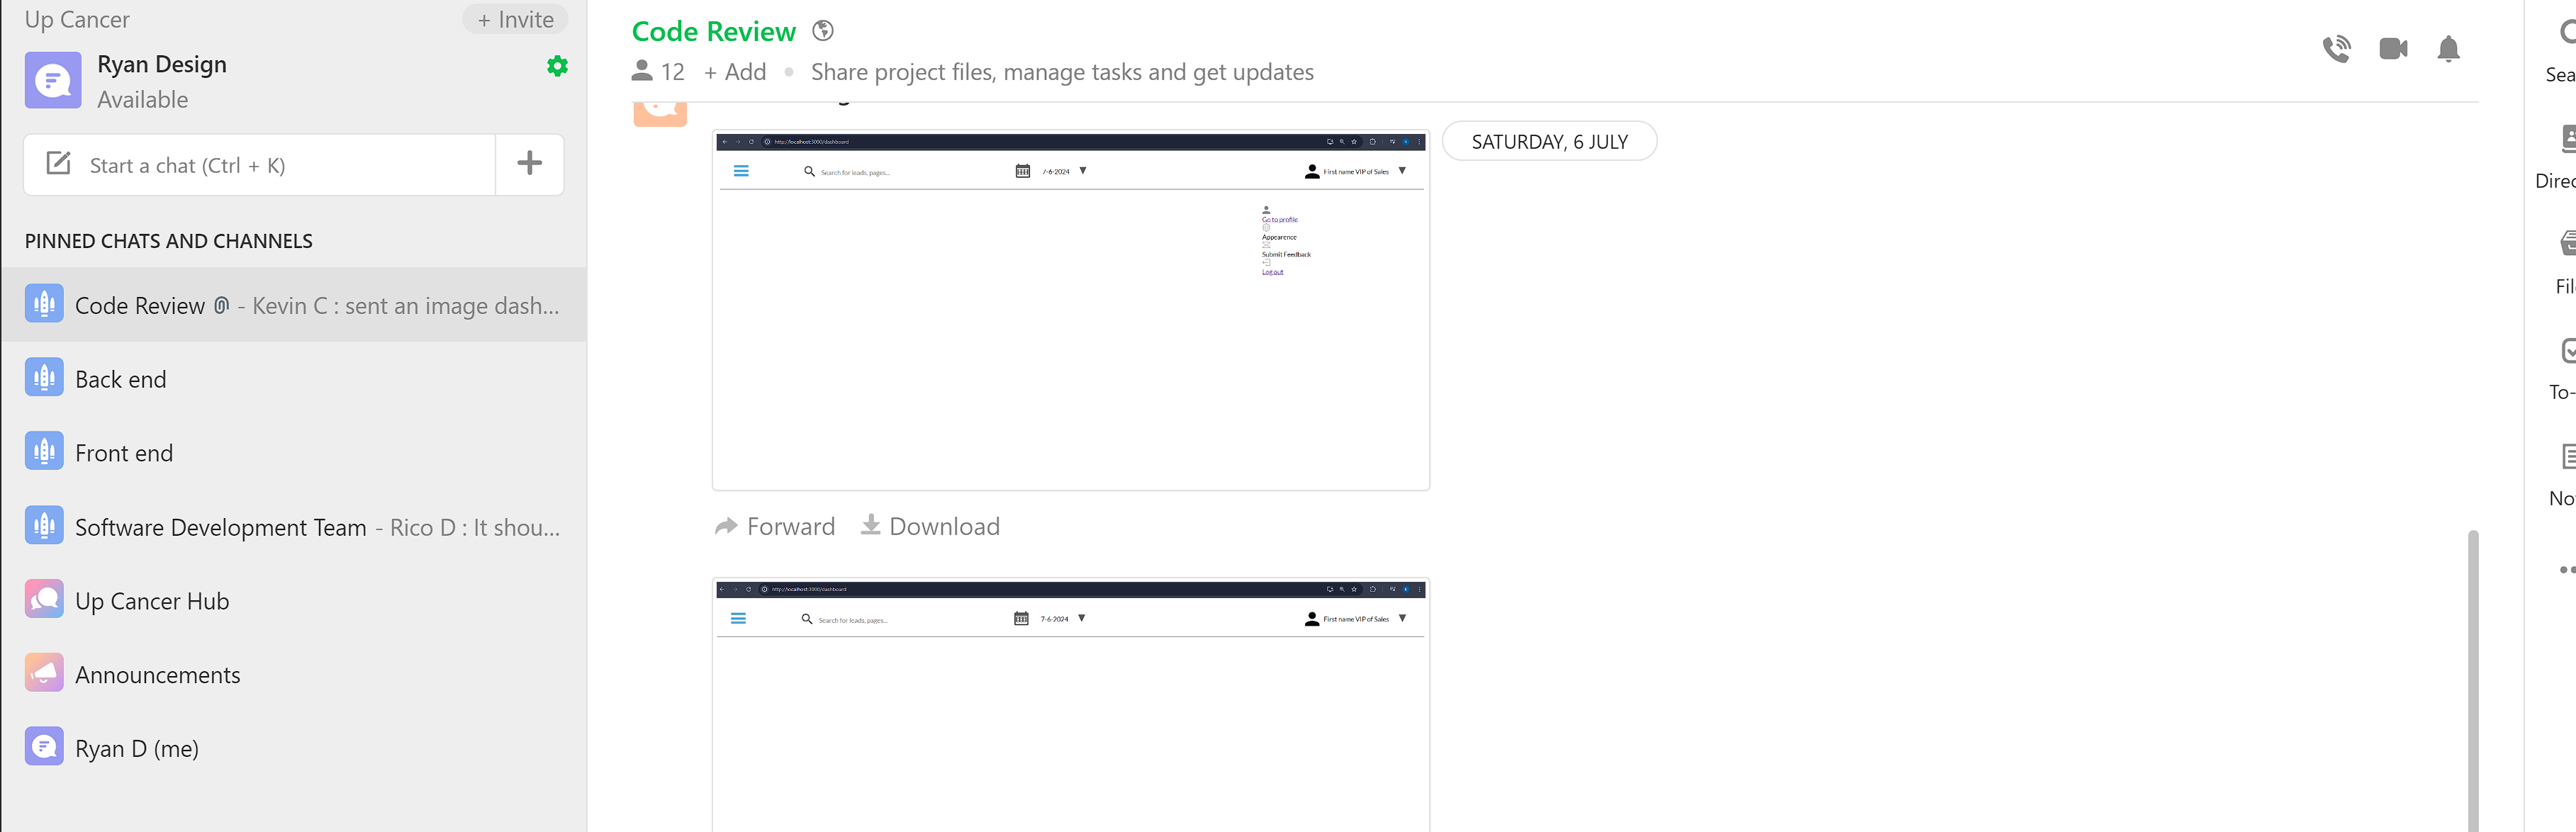 Up Cancer
+ Invite
Ryan Design
Available
Start a chat (Ctrl + K)
PINNED CHATS AND CHANNELS
Code Review - Kevin C : sent an image dash...
Back end
Front end
Software Development Team - Rico D : It shou...
Up Cancer Hub
Announcements
Ryan D (me)
Code Review
12 + Add Share project files, manage tasks and get updates
SATURDAY, 6 JULY
http://localhost:3000/dashboard
Search for leads, pages...
7-6-2024
First name VIP of Sales
Go to profile
Appearence
Submit Feedback
Log out
Forward Download
http://localhost:3000/dashboard
Search for leads, pages...
7-6-2024
First name VIP of Sales
Sea
Direc
Fil
To-
No